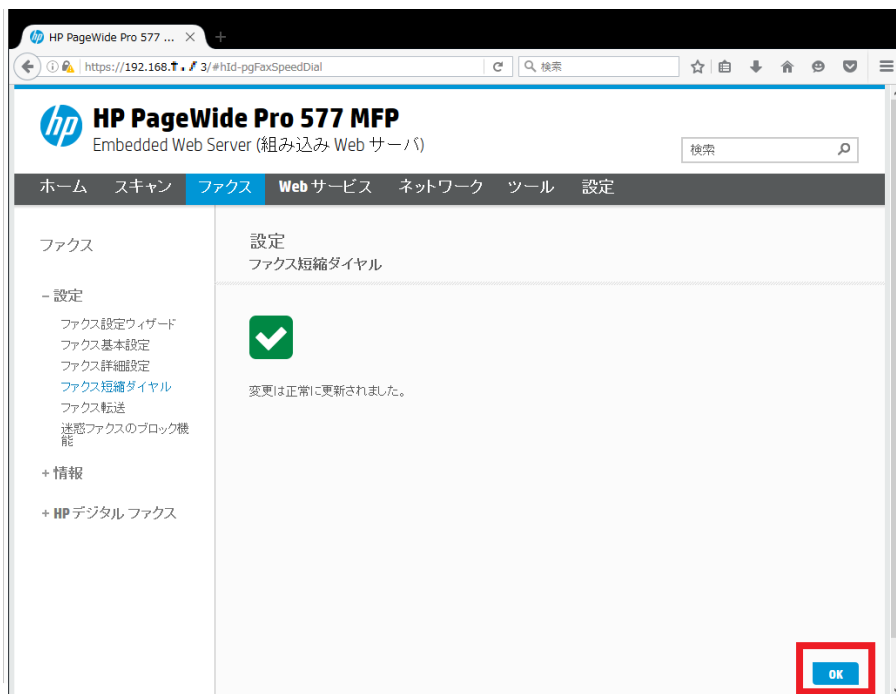 HP PageWide Pro 577 ...
https://192.168. 3/#hId-pgFaxSpeedDial
検索
hp
HP PageWide Pro 577 MFP
Embedded Web Server (組み込み Web サーバ)
検索
ホーム スキャン ファクス Web サービス ネットワーク ツール 設定
ファクス
設定
ファクス短縮ダイヤル
− 設定
ファクス設定ウィザード
ファクス基本設定
ファクス詳細設定
ファクス短縮ダイヤル
ファクス転送
迷惑ファクスのブロック機
能
変更は正常に更新されました。
+ 情報
+ HP デジタル ファクス
OK